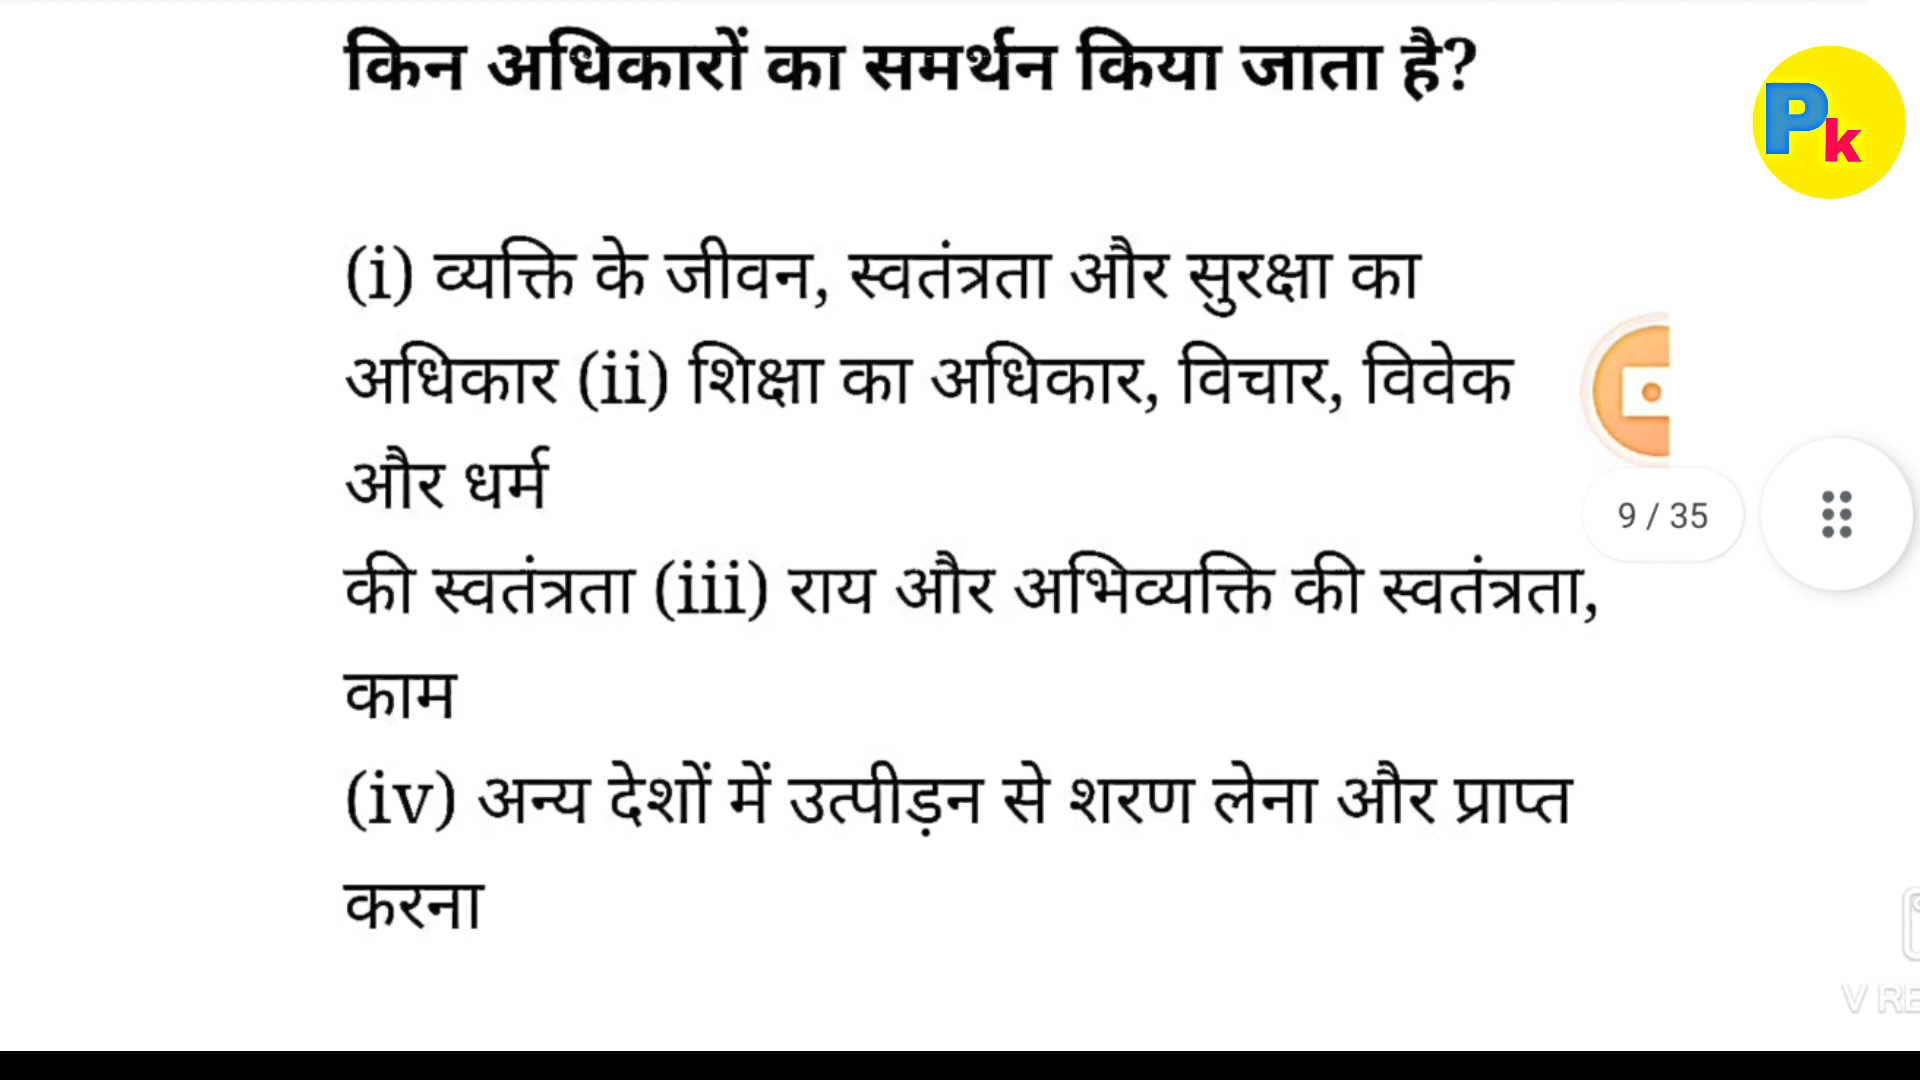 किन अधिकारों का समर्थन किया जाता है?
Pk
(i) व्यक्ति के जीवन, स्वतंत्रता और सुरक्षा का
अधिकार (ii) शिक्षा का अधिकार, विचार, विवेक
और धर्म
9 / 35
की स्वतंत्रता (iii) राय और अभिव्यक्ति की स्वतंत्रता,
काम
(iv) अन्य देशों में उत्पीड़न से शरण लेना और प्राप्त
करना
V RE